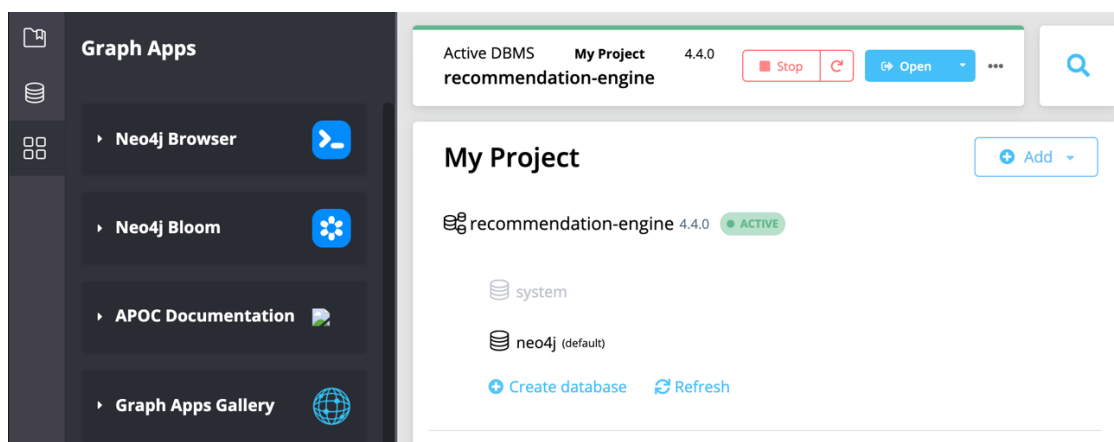 Graph Apps
Neo4j Browser
Neo4j Bloom
APOC Documentation
Graph Apps Gallery
Active DBMS My Project 4.4.0
recommendation-engine
Stop
Open
My Project
Add
recommendation-engine 4.4.0 ACTIVE
system
neo4j (default)
Create database Refresh